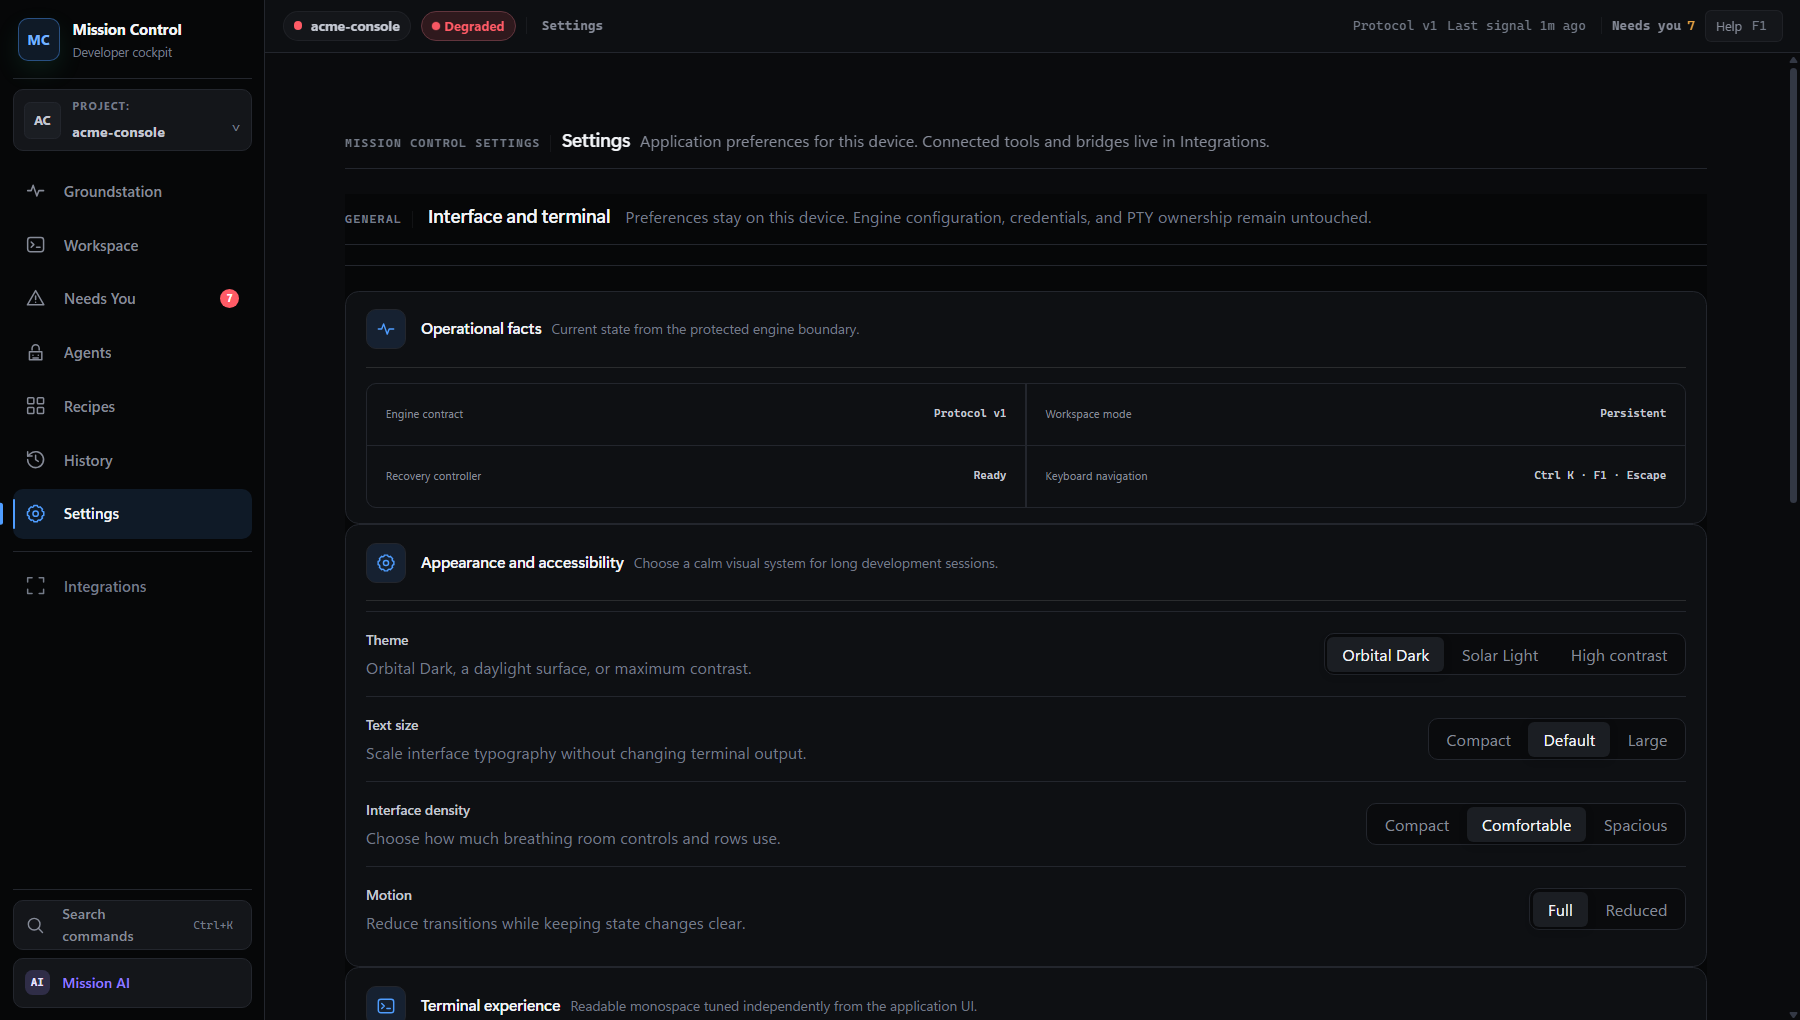 MC
Mission Control
Developer cockpit
AC
PROJECT:
acme-console
Groundstation
Workspace
Needs You
7
Agents
Recipes
History
Settings
Integrations
Search commands
Ctrl+K
AI
Mission AI
acme-console
Degraded
Settings
Protocol v1 Last signal 1m ago
Needs you 7
Help F1
MISSION CONTROL SETTINGS
Settings
Application preferences for this device. Connected tools and bridges live in Integrations.
GENERAL
Interface and terminal
Preferences stay on this device. Engine configuration, credentials, and PTY ownership remain untouched.
Operational facts
Current state from the protected engine boundary.
Engine contract
Protocol v1
Workspace mode
Persistent
Recovery controller
Ready
Keyboard navigation
Ctrl K · F1 · Escape
Appearance and accessibility
Choose a calm visual system for long development sessions.
Theme
Orbital Dark, a daylight surface, or maximum contrast.
Orbital Dark
Solar Light
High contrast
Text size
Scale interface typography without changing terminal output.
Compact
Default
Large
Interface density
Choose how much breathing room controls and rows use.
Compact
Comfortable
Spacious
Motion
Reduce transitions while keeping state changes clear.
Full
Reduced
Terminal experience
Readable monospace tuned independently from the application UI.